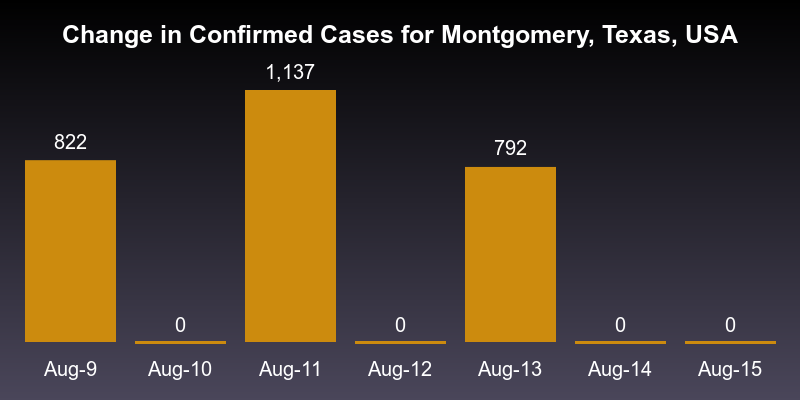 Change in Confirmed Cases for Montgomery, Texas, USA
1,137
822
792
0
0
0
0
Aug-9
Aug-10
Aug-11
Aug-12
Aug-13
Aug-14
Aug-15